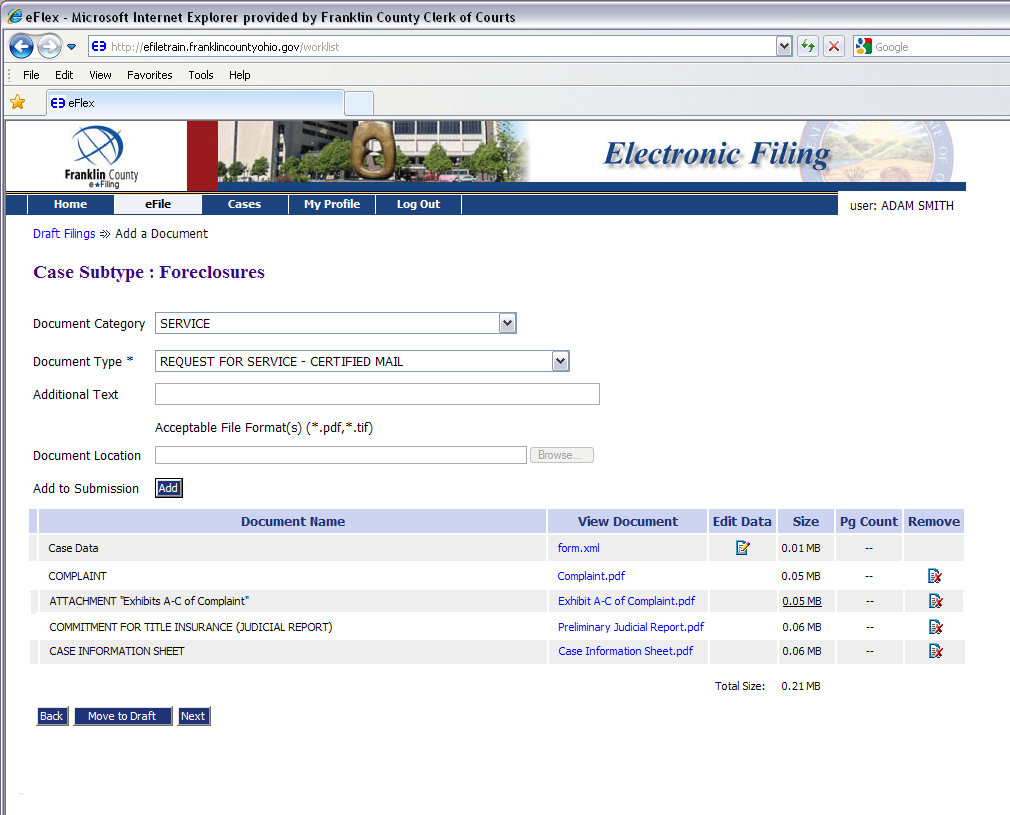 eFlex - Microsoft Internet Explorer provided by Franklin County Clerk of Courts
http://efiletrain.franklincountyohio.gov/worklist
Google
File Edit View Favorites Tools Help
eFlex
Franklin County
e★Filing
Electronic Filing
Home eFile Cases My Profile Log Out
user: ADAM SMITH
Draft Filings ⇒ Add a Document
Case Subtype : Foreclosures
Document Category SERVICE
Document Type * REQUEST FOR SERVICE - CERTIFIED MAIL
Additional Text
Acceptable File Format(s) (*.pdf,*.tif)
Document Location Browse...
Add to Submission Add
Document Name View Document Edit Data Size Pg Count Remove
Case Data form.xml 0.01 MB --
COMPLAINT Complaint.pdf 0.05 MB --
ATTACHMENT "Exhibits A-C of Complaint" Exhibit A-C of Complaint.pdf 0.05 MB --
COMMITMENT FOR TITLE INSURANCE (JUDICIAL REPORT) Preliminary Judicial Report.pdf 0.06 MB --
CASE INFORMATION SHEET Case Information Sheet.pdf 0.06 MB --
Total Size: 0.21 MB
Back Move to Draft Next